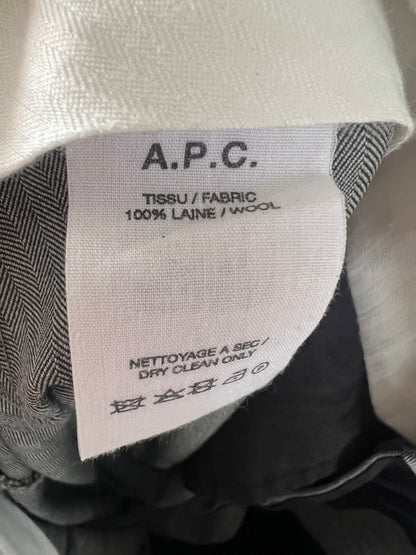 A.P.C.
TISSU / FABRIC
100% LAINE / WOOL
NETTOYAGE A SEC /
DRY CLEAN ONLY